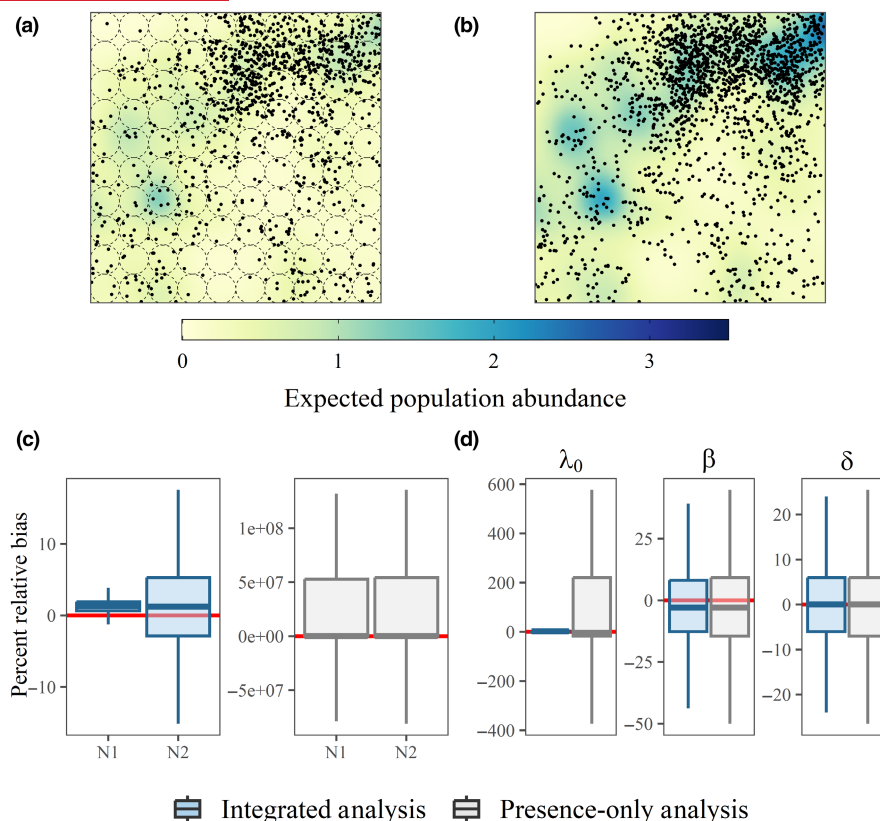 (a)
(b)
0 1 2 3
Expected population abundance
(c)
(d)
Percent relative bias
10
0
−10
N1 N2
1e+08
5e+07
0e+00
−5e+07
N1 N2
λ0
600
400
200
0
−200
−400
β
25
0
−25
−50
δ
20
10
0
−10
−20
Integrated analysis Presence-only analysis